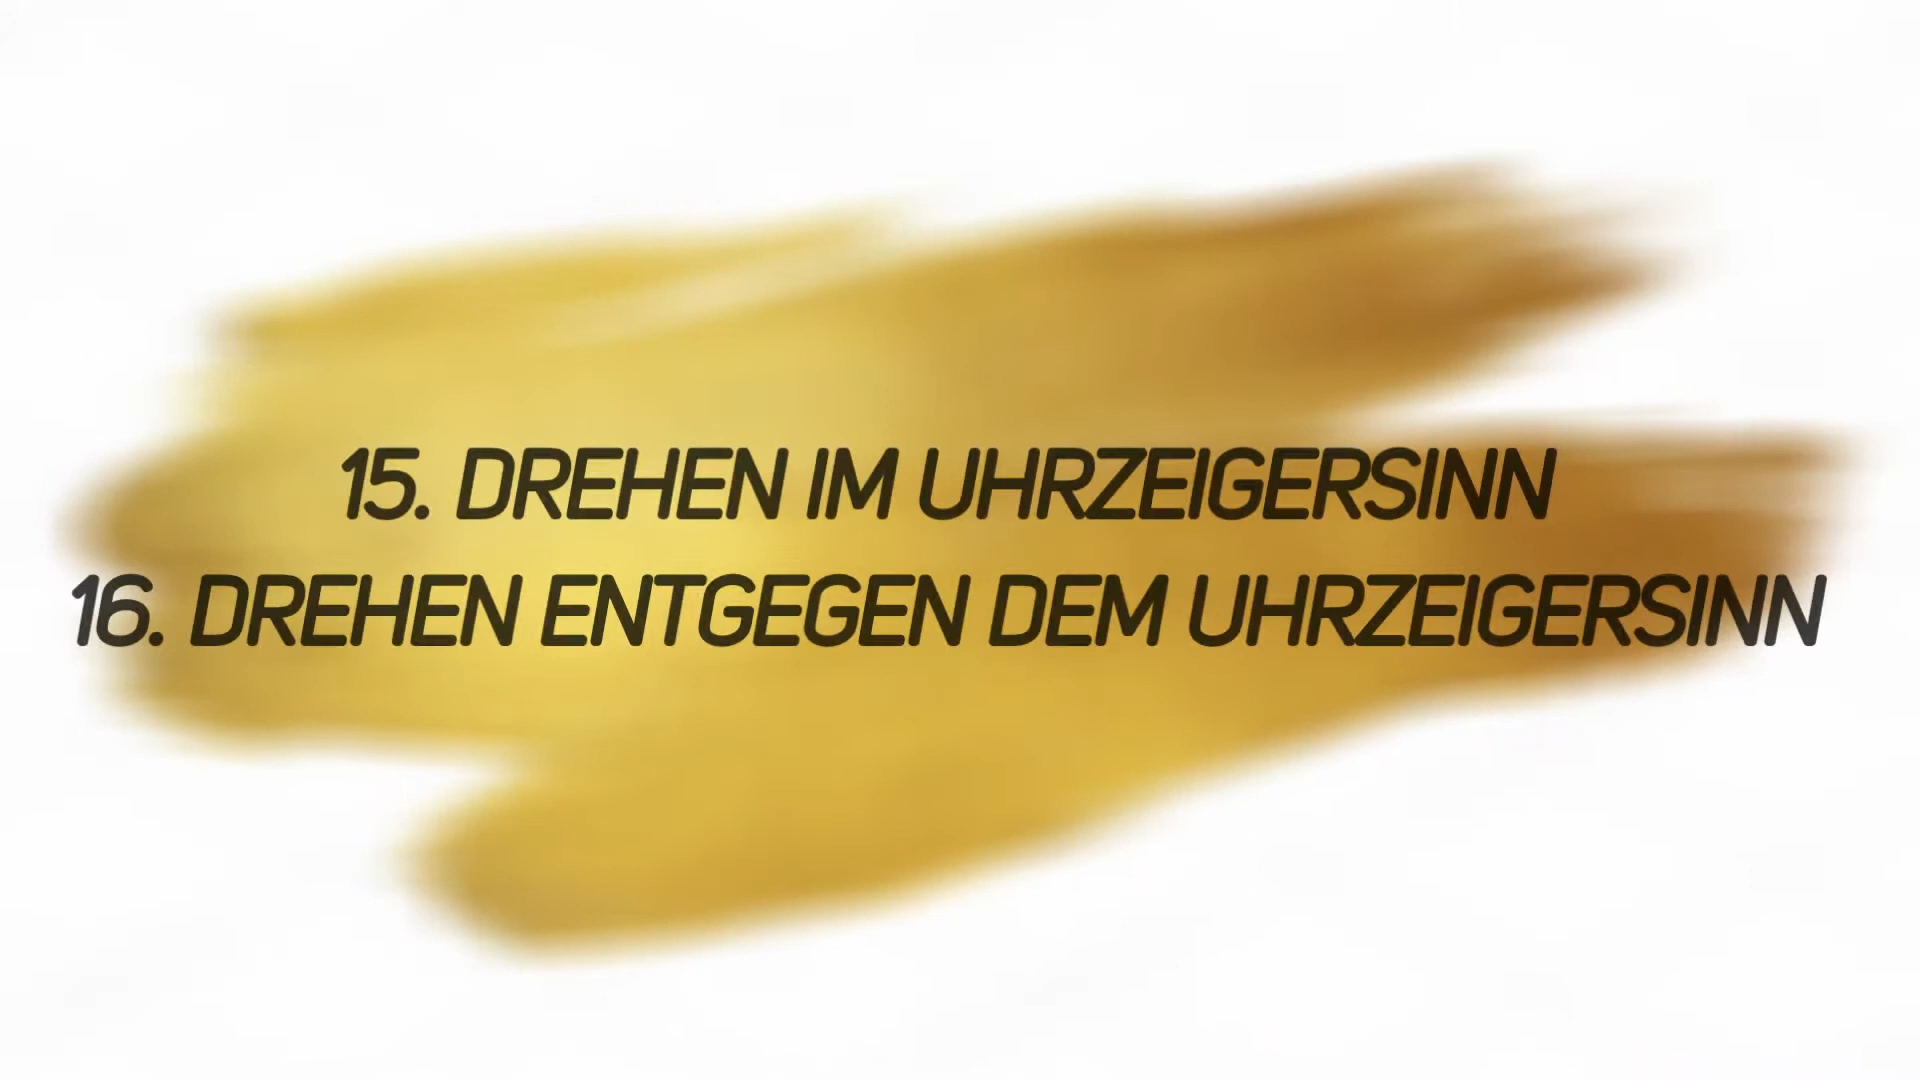 15. DREHEN IM UHRZEIGERSINN
16. DREHEN ENTGEGEN DEM UHRZEIGERSINN